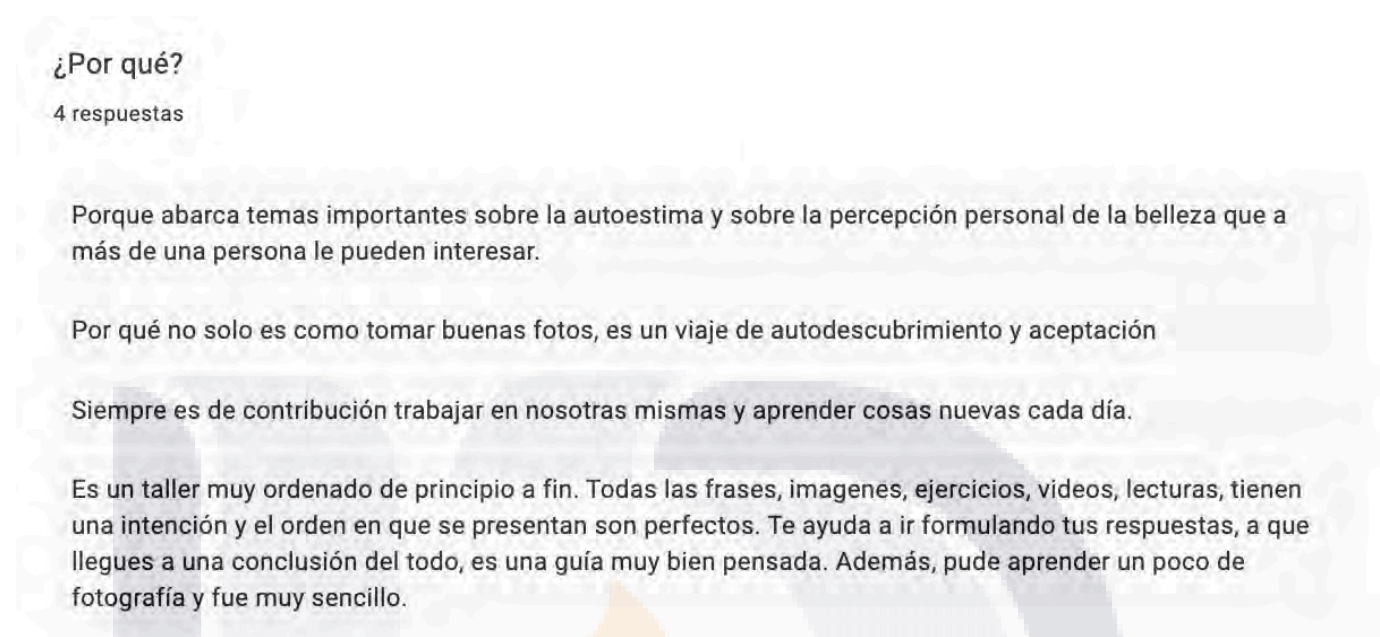 ¿Por qué?
4 respuestas
Porque abarca temas importantes sobre la autoestima y sobre la percepción personal de la belleza que a
más de una persona le pueden interesar.
Por qué no solo es como tomar buenas fotos, es un viaje de autodescubrimiento y aceptación
Siempre es de contribución trabajar en nosotras mismas y aprender cosas nuevas cada día.
Es un taller muy ordenado de principio a fin. Todas las frases, imagenes, ejercicios, videos, lecturas, tienen
una intención y el orden en que se presentan son perfectos. Te ayuda a ir formulando tus respuestas, a que
llegues a una conclusión del todo, es una guía muy bien pensada. Además, pude aprender un poco de
fotografía y fue muy sencillo.